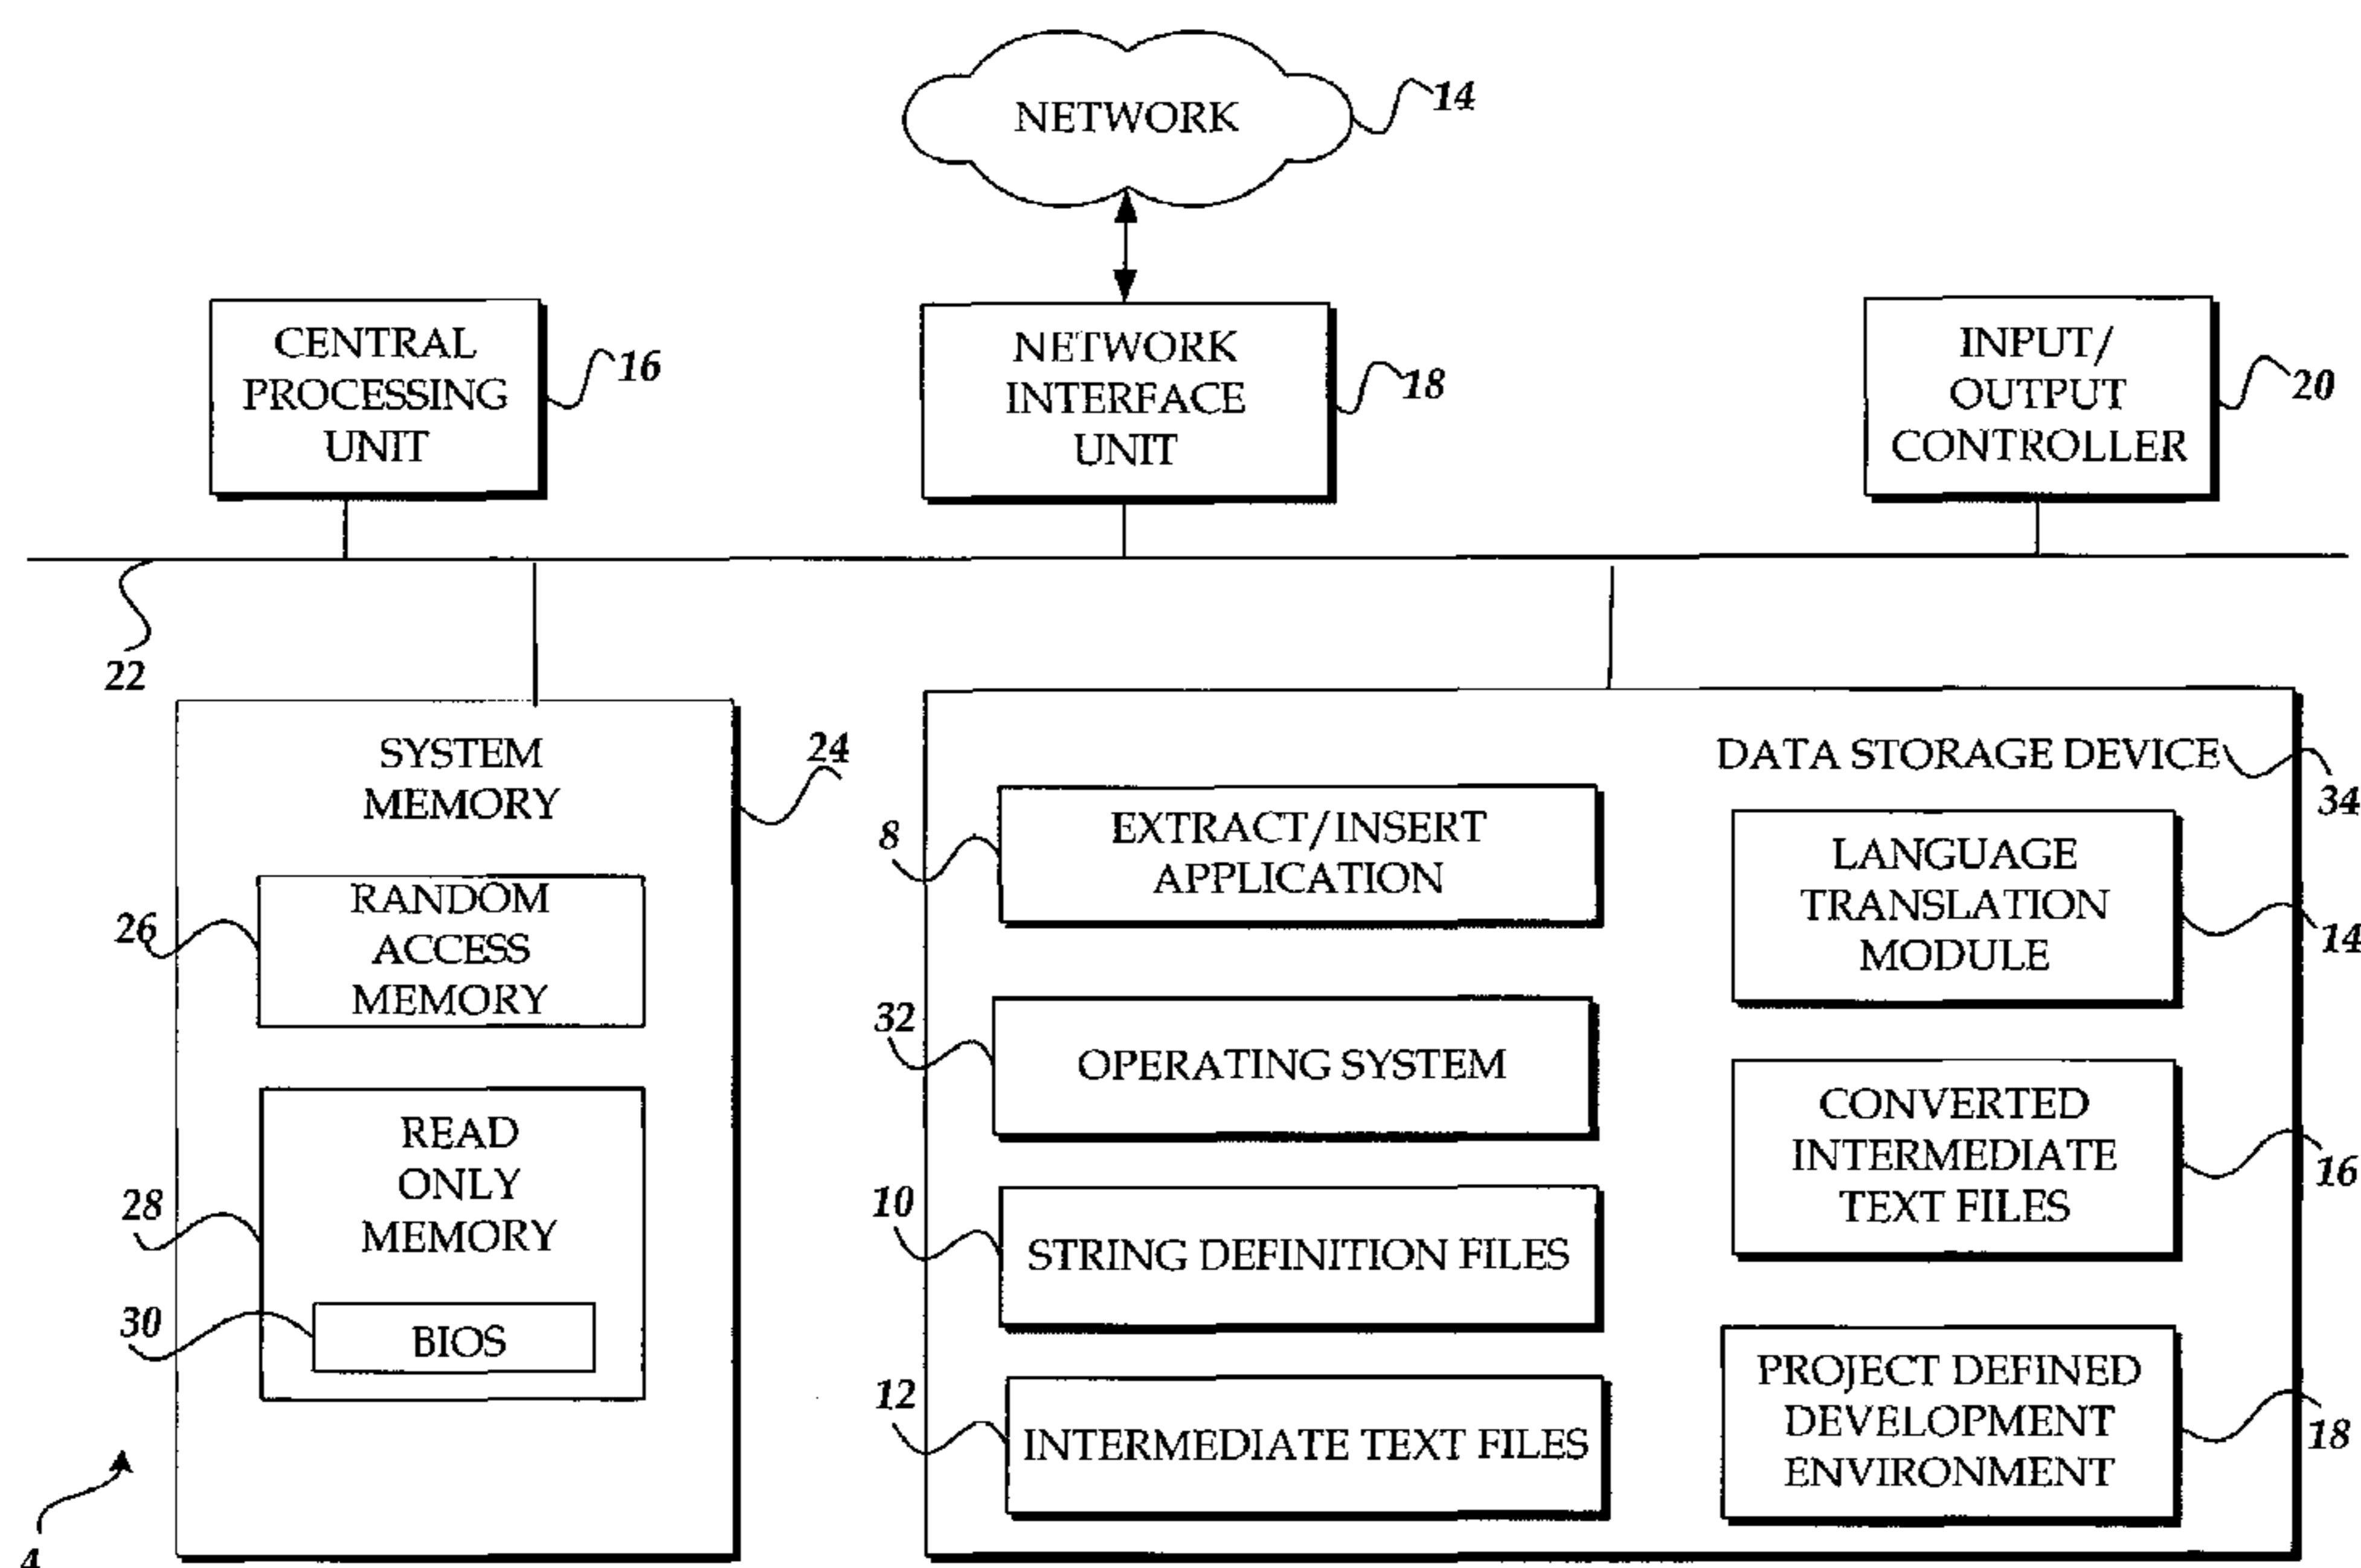 NETWORK
14
CENTRAL
PROCESSING
UNIT
16
NETWORK
INTERFACE
UNIT
18
INPUT/
OUTPUT
CONTROLLER
20
22
SYSTEM
MEMORY
24
RANDOM
ACCESS
MEMORY
26
READ
ONLY
MEMORY
28
BIOS
30
4
DATA STORAGE DEVICE
34
EXTRACT/INSERT
APPLICATION
8
OPERATING SYSTEM
32
STRING DEFINITION FILES
10
INTERMEDIATE TEXT FILES
12
LANGUAGE
TRANSLATION
MODULE
14
CONVERTED
INTERMEDIATE
TEXT FILES
16
PROJECT DEFINED
DEVELOPMENT
ENVIRONMENT
18